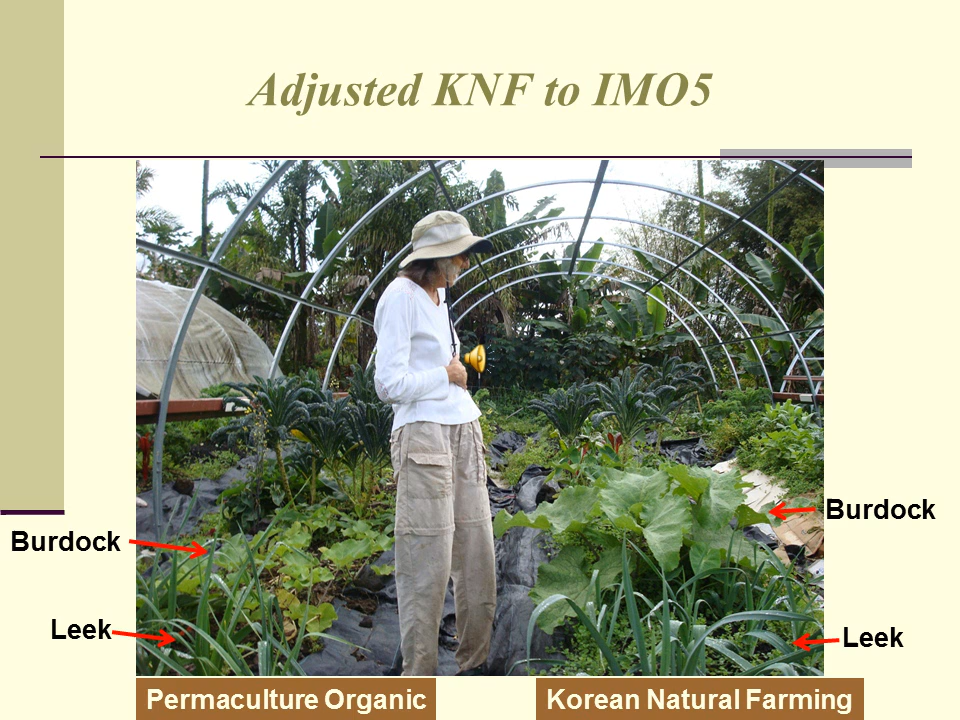 Adjusted KNF to IMO5
Burdock
Burdock
Leek
Leek
Permaculture Organic
Korean Natural Farming